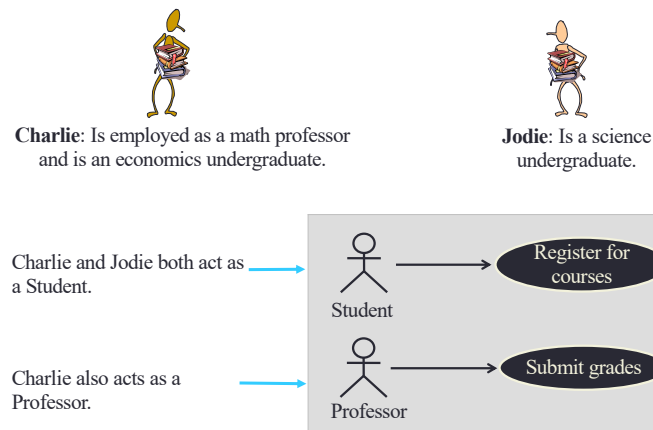 Charlie: Is employed as a math professor
and is an economics undergraduate.
Jodie: Is a science
undergraduate.
Charlie and Jodie both act as
a Student.
Student
Register for
courses
Charlie also acts as a
Professor.
Professor
Submit grades